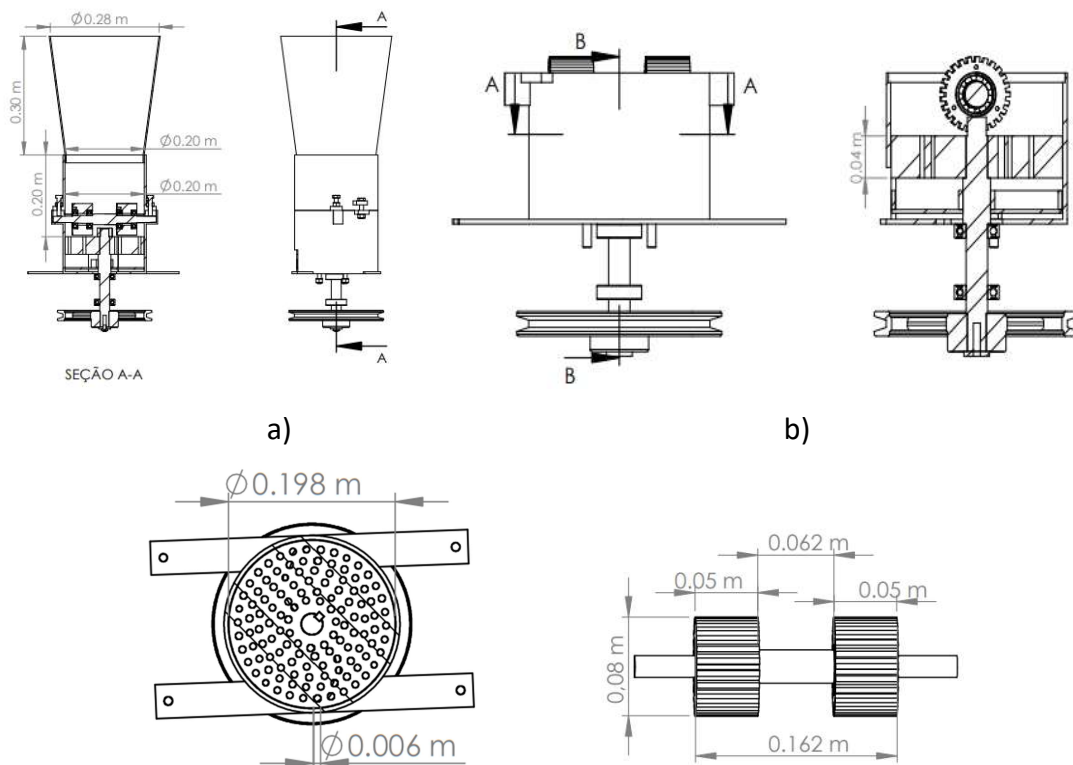 Ø0.28 m
A
0.30 m
Ø0.20 m
0.20 m
Ø0.20 m
A
SEÇÃO A-A
B
A
A
B
0.04 m
a)
b)
Ø0.198 m
Ø0.006 m
0.062 m
0.05 m
0.05 m
0,08 m
0.162 m